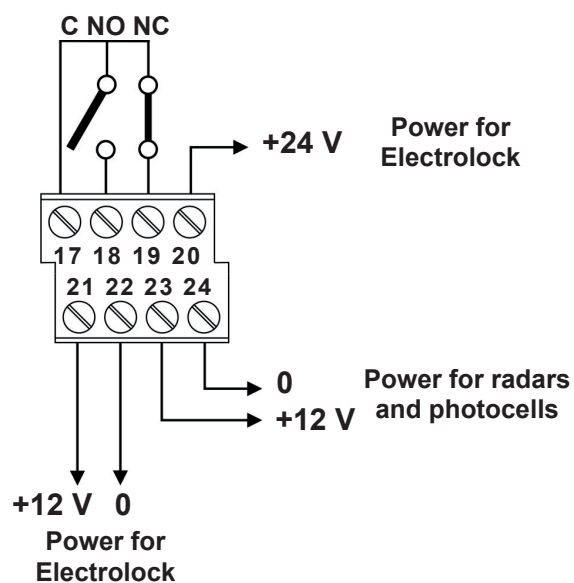 C NO NC
+24 V
Power for
Electrolock
17 18 19 20
21 22 23 24
0
+12 V
Power for radars
and photocells
+12 V 0
Power for
Electrolock